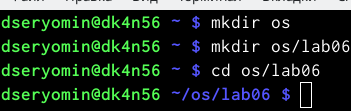 dseryomin@dk4n56 ~ $ mkdir os
dseryomin@dk4n56 ~ $ mkdir os/lab06
dseryomin@dk4n56 ~ $ cd os/lab06
dseryomin@dk4n56 ~/os/lab06 $